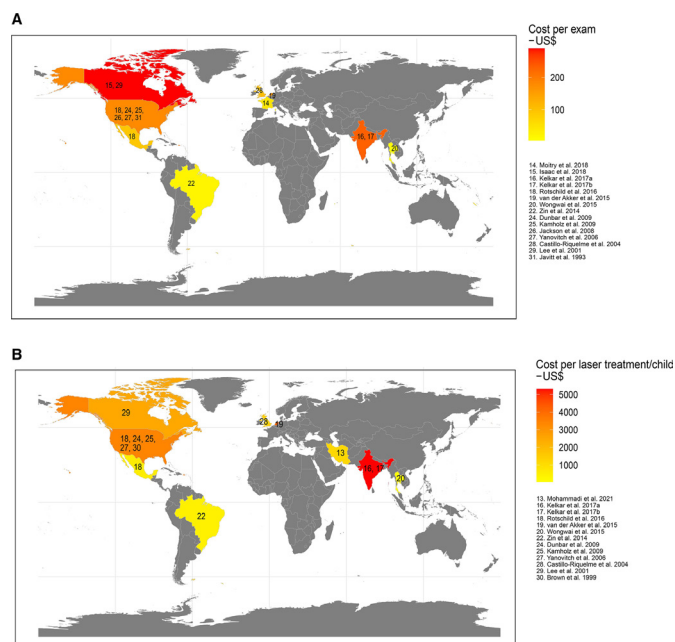 A
Cost per exam
−US$
200
100
28
19
15, 29
14
18, 24, 25,
26, 27, 31
18
16, 17
20
22
14. Moitry et al. 2018
15. Isaac et al. 2018
16. Kelkar et al. 2017a
17. Kelkar et al. 2017b
18. Rotschild et al. 2016
19. van der Akker et al. 2015
20. Wongwai et al. 2015
22. Zin et al. 2014
24. Dunbar et al. 2009
25. Kamholz et al. 2009
26. Jackson et al. 2008
27. Yanovitch et al. 2006
28. Castillo-Riquelme et al. 2004
29. Lee et al. 2001
31. Javitt et al. 1993
B
Cost per laser treatment/child
−US$
5000
4000
3000
2000
1000
29
28
19
18, 24, 25,
27, 30
18
13
16, 17
20
22
13. Mohammadi et al. 2021
16. Kelkar et al. 2017a
17. Kelkar et al. 2017b
18. Rotschild et al. 2016
19. van der Akker et al. 2015
20. Wongwai et al. 2015
22. Zin et al. 2014
24. Dunbar et al. 2009
25. Kamholz et al. 2009
27. Yanovitch et al. 2006
28. Castillo-Riquelme et al. 2004
29. Lee et al. 2001
30. Brown et al. 1999